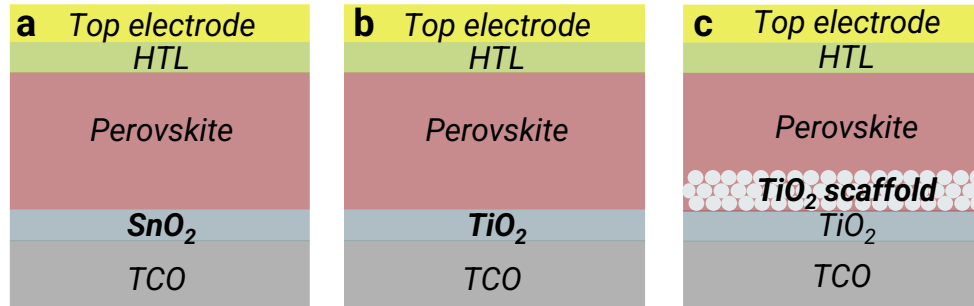 a
Top electrode
HTL
Perovskite
SnO₂
TCO
b
Top electrode
HTL
Perovskite
TiO₂
TCO
c
Top electrode
HTL
Perovskite
TiO₂ scaffold
TiO₂
TCO